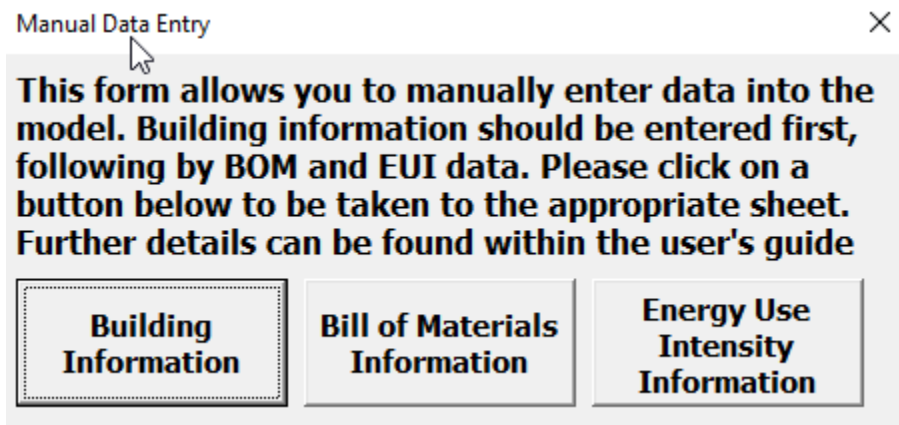 Manual Data Entry
This form allows you to manually enter data into the
model. Building information should be entered first,
following by BOM and EUI data. Please click on a
button below to be taken to the appropriate sheet.
Further details can be found within the user's guide
Building
Information
Bill of Materials
Information
Energy Use
Intensity
Information